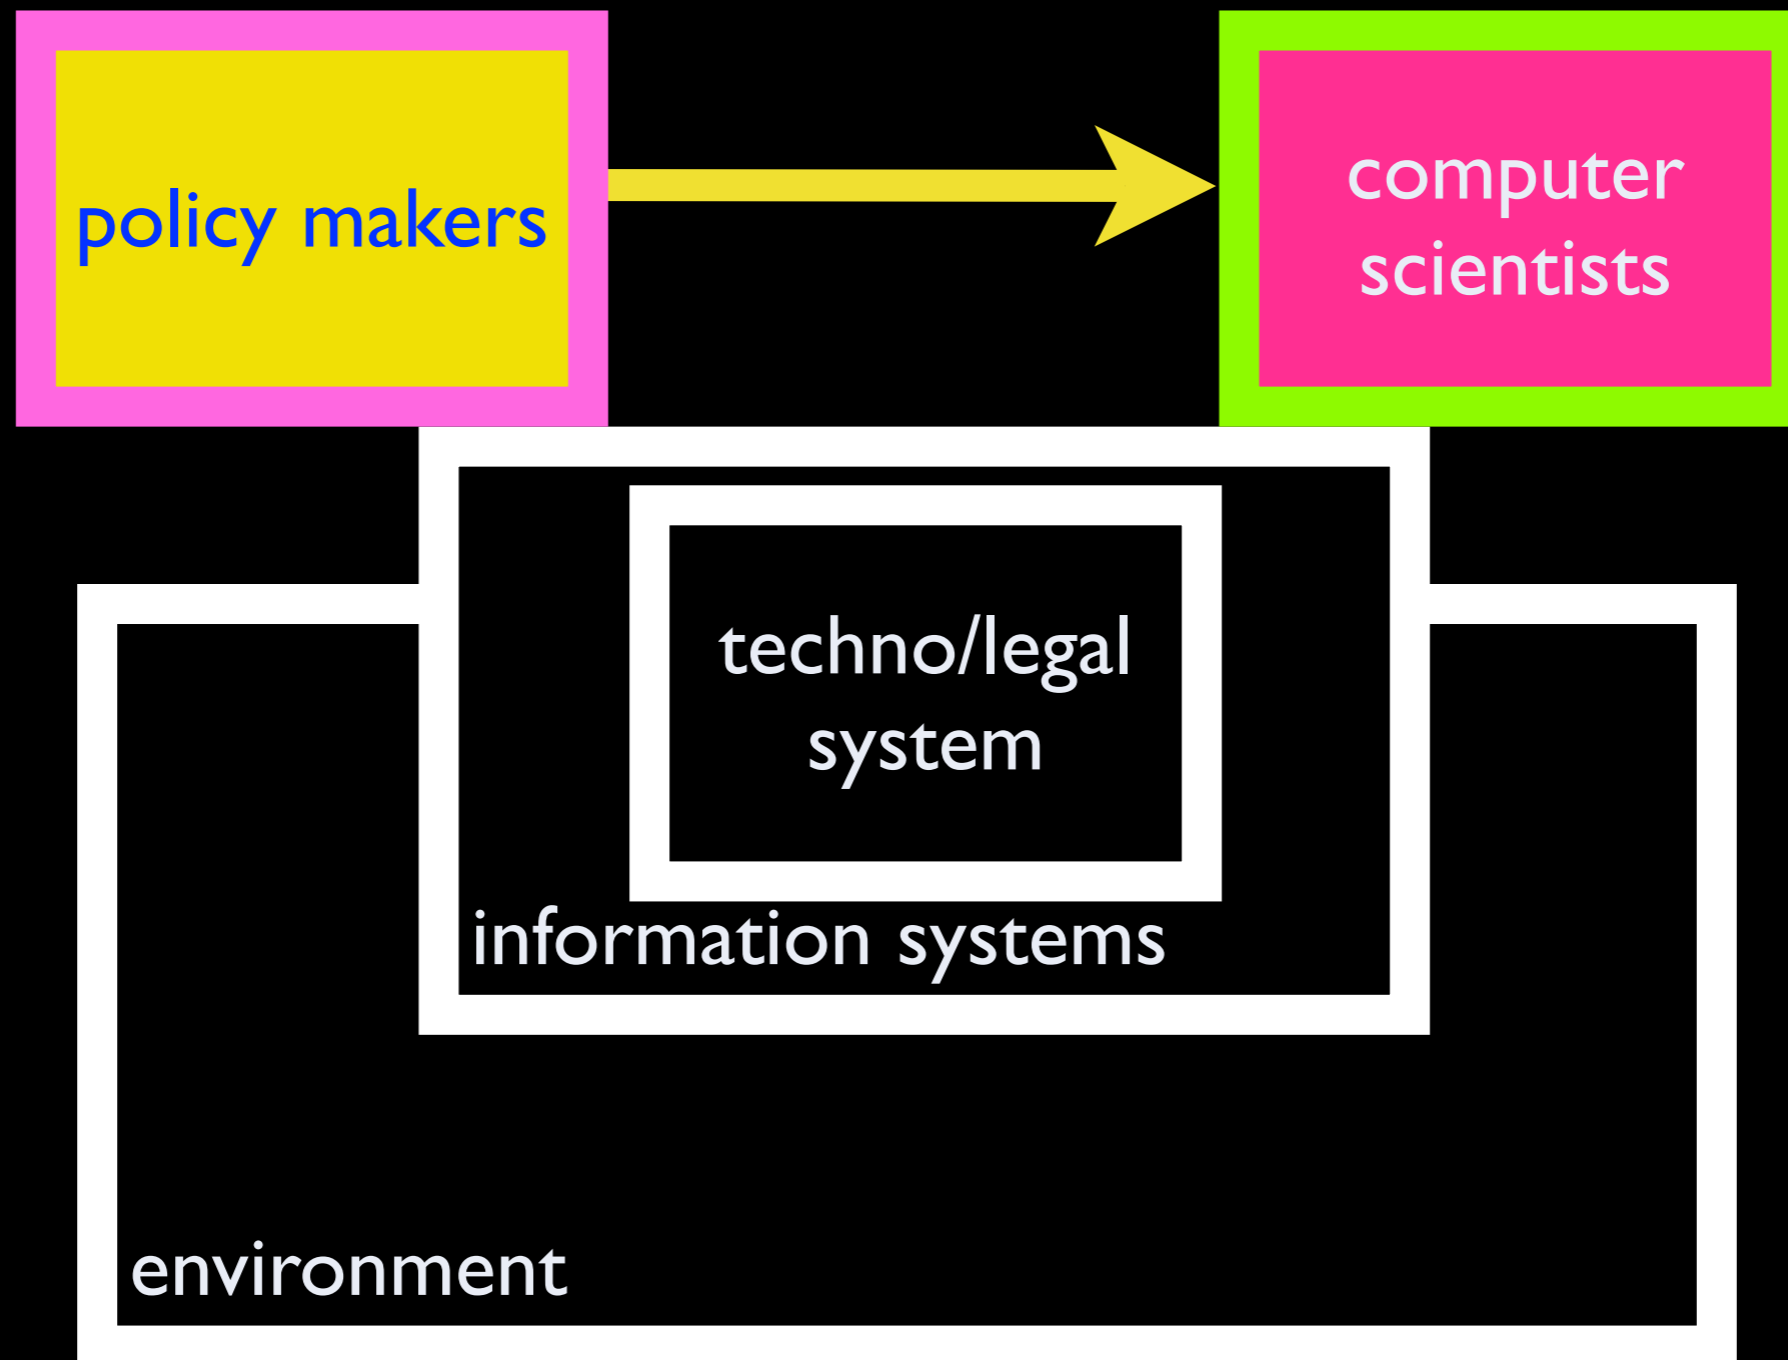 policy makers
computer
scientists
techno/legal
system
information systems
environment